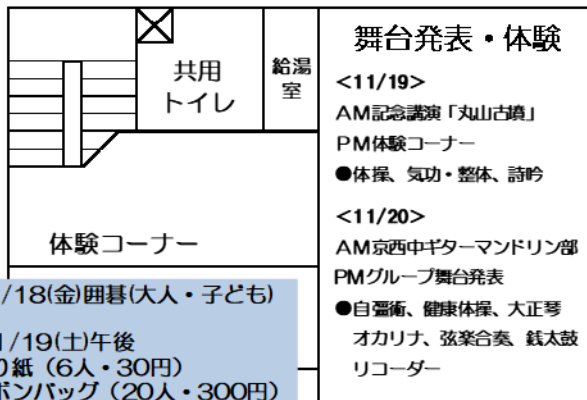 共用
トイレ
給湯
室
体験コーナー
/18(金)囲碁(大人・子ども)
/19(土)午後
り紙（6人・30円）
ボンバッグ（20人・300円）
舞台発表・体験
<11/19>
AM記念講演「丸山古墳」
PM体験コーナー
●体操、気功・整体、詩吟
<11/20>
AM京西中ギターマンドリン部
PMグループ舞台発表
●自彊術、健康体操、大正琴
オカリナ、弦楽合奏、銭太鼓
リコーダー